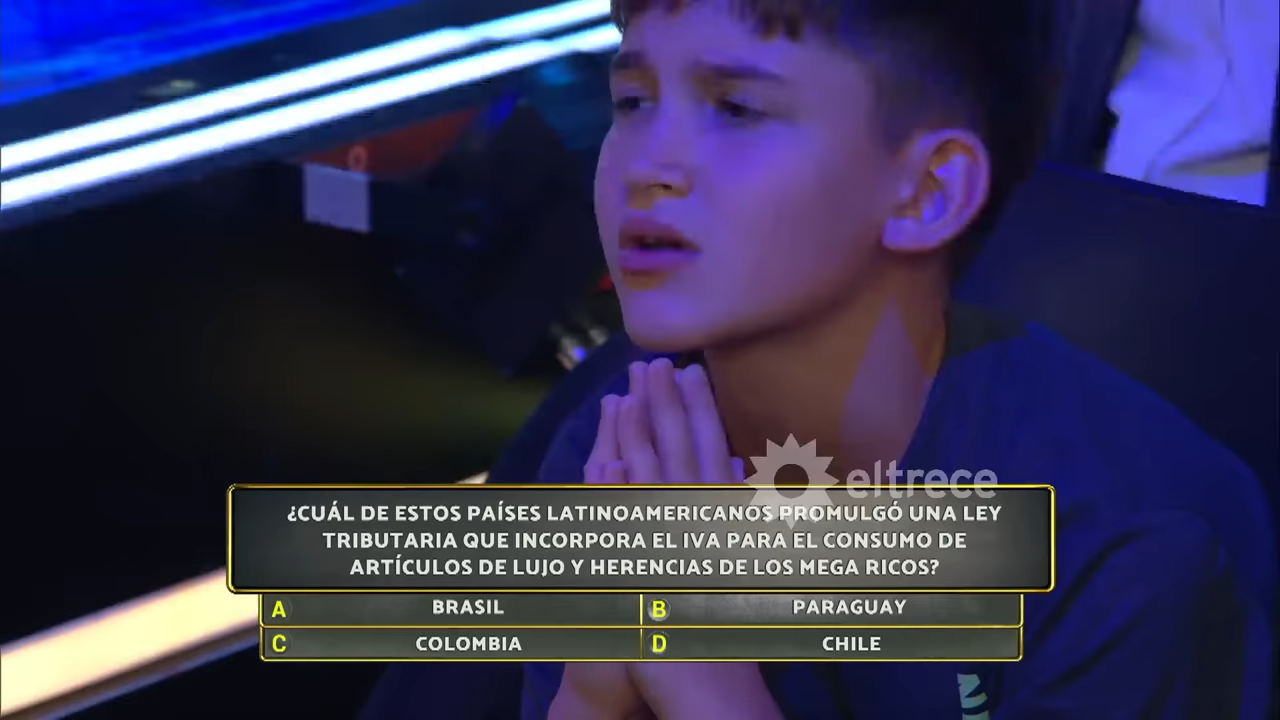 eltrece
¿CUÁL DE ESTOS PAÍSES LATINOAMERICANOS PROMULGÓ UNA LEY
TRIBUTARIA QUE INCORPORA EL IVA PARA EL CONSUMO DE
ARTÍCULOS DE LUJO Y HERENCIAS DE LOS MEGA RICOS?
A BRASIL
B PARAGUAY
C COLOMBIA
D CHILE